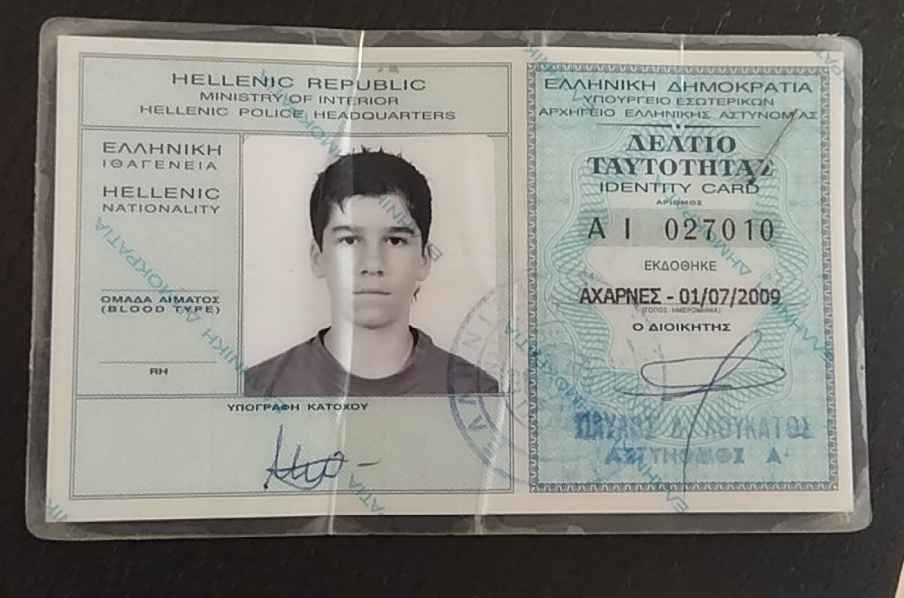 HELLENIC REPUBLIC
MINISTRY OF INTERIOR
HELLENIC POLICE HEADQUARTERS
ΕΛΛΗΝΙΚΗ
ΙΘΑΓΕΝΕΙΑ
HELLENIC
NATIONALITY
ΟΜΑΔΑ ΑΙΜΑΤΟΣ
(BLOOD TYPE)
RH
ΥΠΟΓΡΑΦΗ ΚΑΤΟΧΟΥ
ΕΛΛΗΝΙΚΗ ΔΗΜΟΚΡΑΤΙΑ
ΥΠΟΥΡΓΕΙΟ ΕΣΩΤΕΡΙΚΩΝ
ΑΡΧΗΓΕΙΟ ΕΛΛΗΝΙΚΗΣ ΑΣΤΥΝΟΜΙΑΣ
ΔΕΛΤΙΟ
ΤΑΥΤΟΤΗΤΑΣ
IDENTITY CARD
ΑΡΙΘΜΟΣ
Α Ι 027010
ΕΚΔΟΘΗΚΕ
ΑΧΑΡΝΕΣ - 01/07/2009
(ΤΟΠΟΣ - ΗΜΕΡΟΜΗΝΙΑ)
Ο ΔΙΟΙΚΗΤΗΣ
ΠΑΥΛΟΣ Δ. ΛΟΥΚΑΤΟΣ
ΑΣΤΥΝΟΜΟΣ Α'